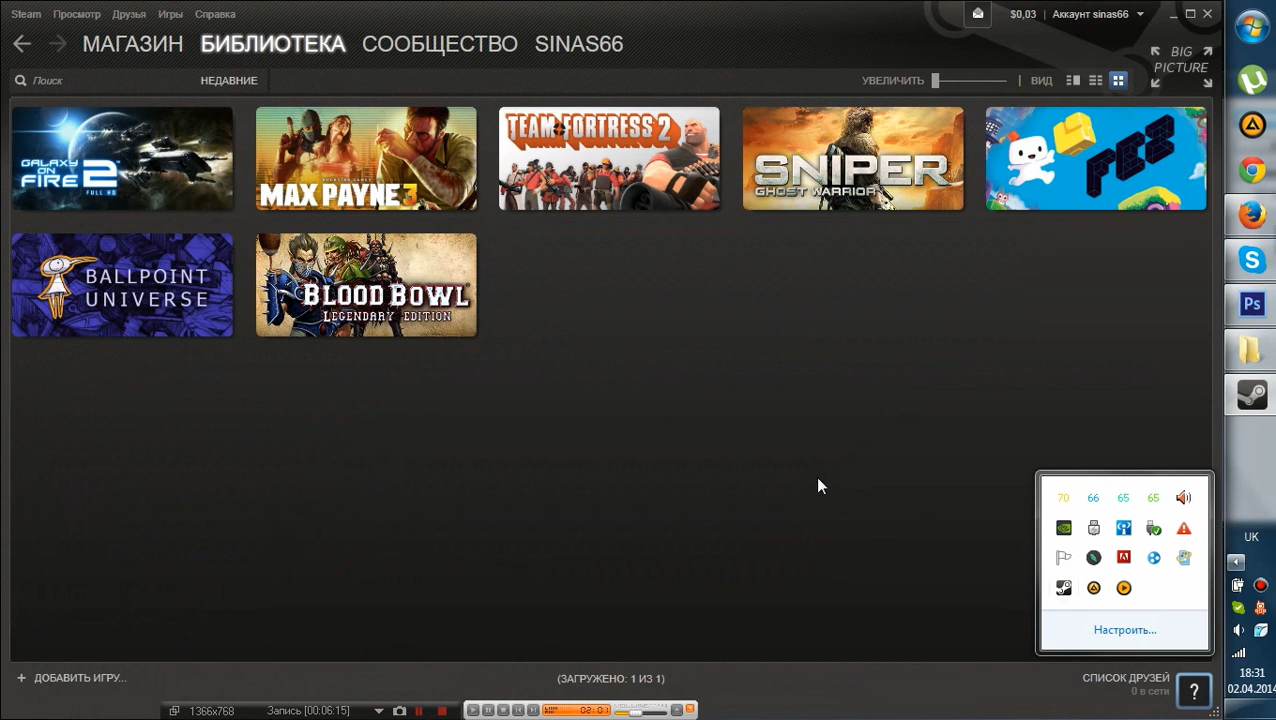 Steam Просмотр Друзья Игры Справка
$0,03 | Аккаунт sinas66
МАГАЗИН БИБЛИОТЕКА СООБЩЕСТВО SINAS66
BIG PICTURE
Поиск НЕДАВНИЕ
УВЕЛИЧИТЬ | ВИД
GALAXY ON FIRE 2 FULL HD
MAX PAYNE 3
TEAM FORTRESS 2
SNIPER
GHOST WARRIOR
FEZ
BALLPOINT
UNIVERSE
BLOOD BOWL
LEGENDARY EDITION
Ps
70 66 65 65
Настроить...
UK
18:31
02.04.2014
+ ДОБАВИТЬ ИГРУ...
(ЗАГРУЖЕНО: 1 ИЗ 1)
СПИСОК ДРУЗЕЙ
0 в сети
?
1366x768 Запись [00:06:15]